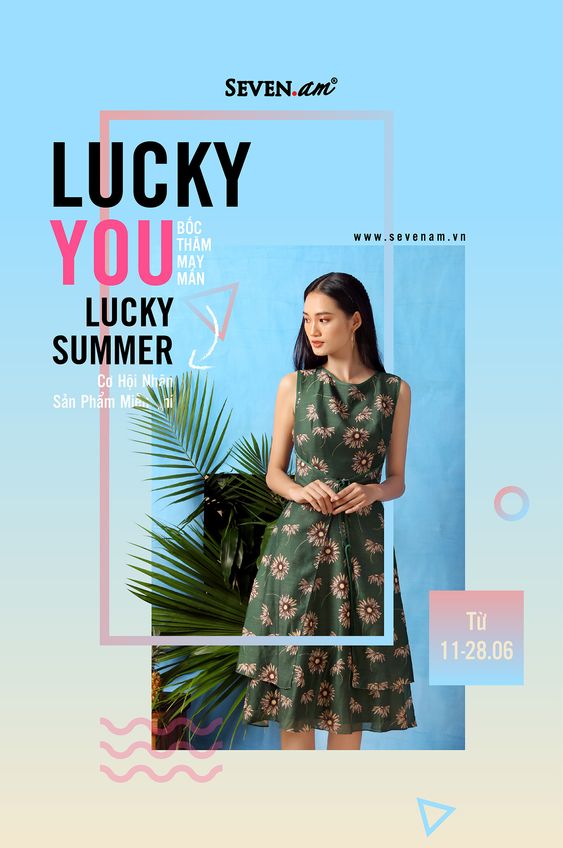 SEVEN.am®
LUCKY
YOU
BỐC
THĂM
MAY
MẮN
www.sevenam.vn
LUCKY
SUMMER
Cơ Hội Nhận
Sản Phẩm
Từ
11-28.06